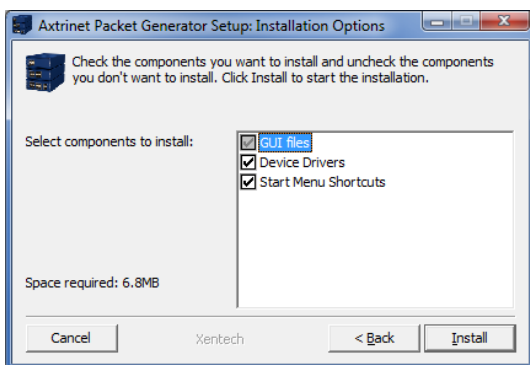 Axtrinet Packet Generator Setup: Installation Options
Check the components you want to install and uncheck the components
you don't want to install. Click Install to start the installation.
Select components to install:
GUI files
Device Drivers
Start Menu Shortcuts
Space required: 6.8MB
Cancel
Xentech
< Back
Install